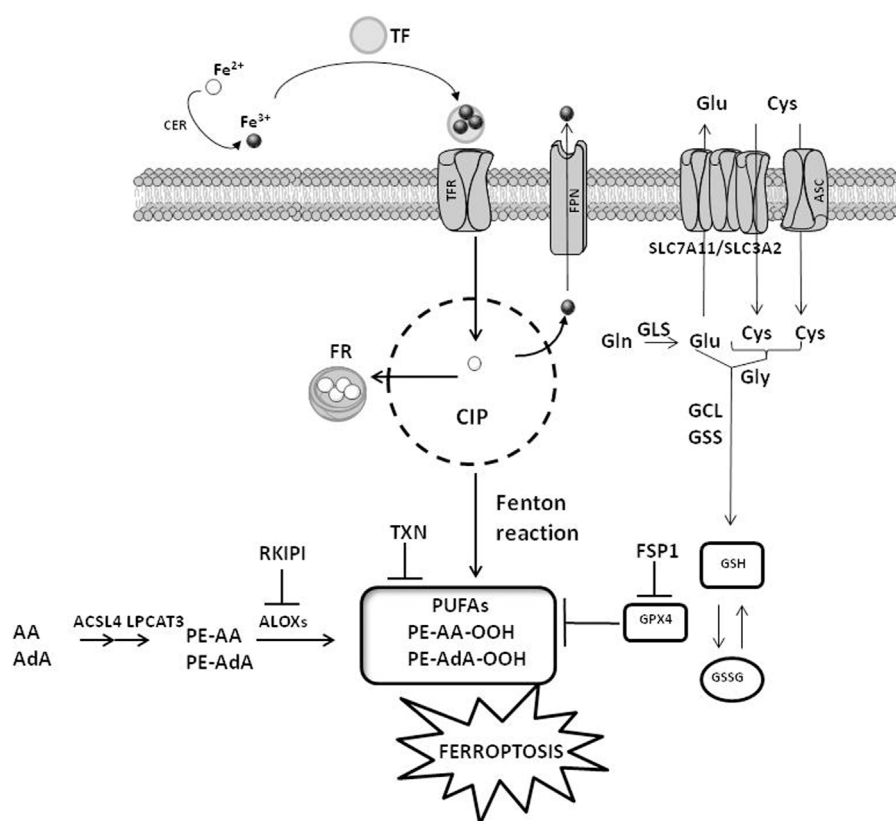 TF
Fe2+
Fe3+
CER
Glu Cys
TFR
FPN
ASC
SLC7A11/SLC3A2
Gln GLS Glu Cys Cys
Gly
FR
CIP
GCL
GSS
Fenton
reaction
TXN
RKIPI
FSP1
GSH
PUFAs
PE-AA-OOH
PE-AdA-OOH
GPX4
ACSL4 LPCAT3
ALOXs
AA
AdA
PE-AA
PE-AdA
GSSG
FERROPTOSIS